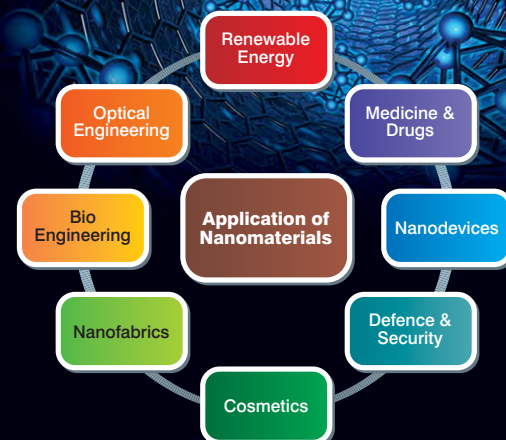 Renewable
Energy
Optical
Engineering
Medicine &
Drugs
Bio
Engineering
Application of
Nanomaterials
Nanodevices
Nanofabrics
Defence &
Security
Cosmetics